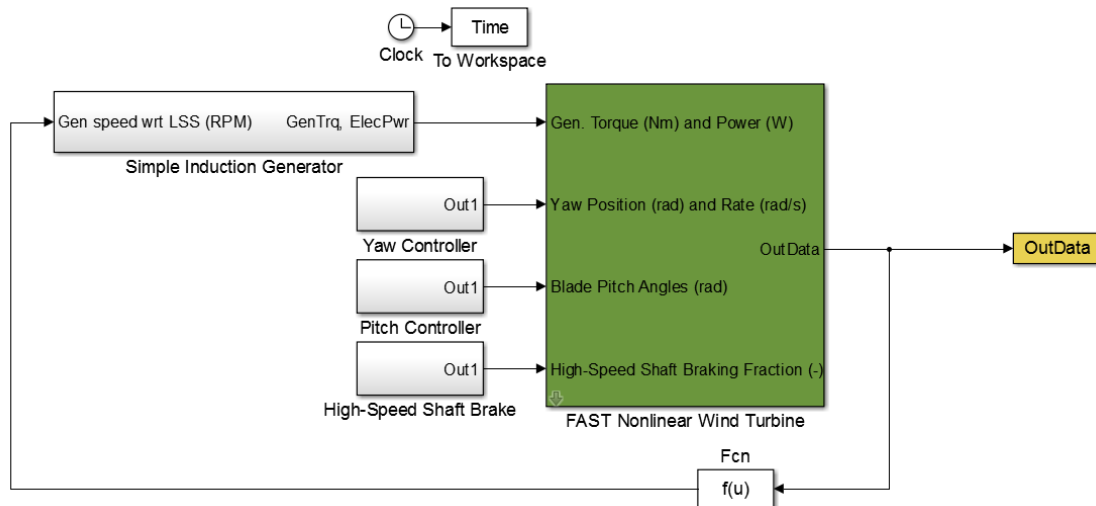 Time
Clock
To Workspace
Gen speed wrt LSS (RPM)
GenTrq, ElecPwr
Simple Induction Generator
Gen. Torque (Nm) and Power (W)
Out1
Yaw Controller
Yaw Position (rad) and Rate (rad/s)
OutData
OutData
Out1
Pitch Controller
Blade Pitch Angles (rad)
Out1
High-Speed Shaft Brake
High-Speed Shaft Braking Fraction (-)
FAST Nonlinear Wind Turbine
Fcn
f(u)